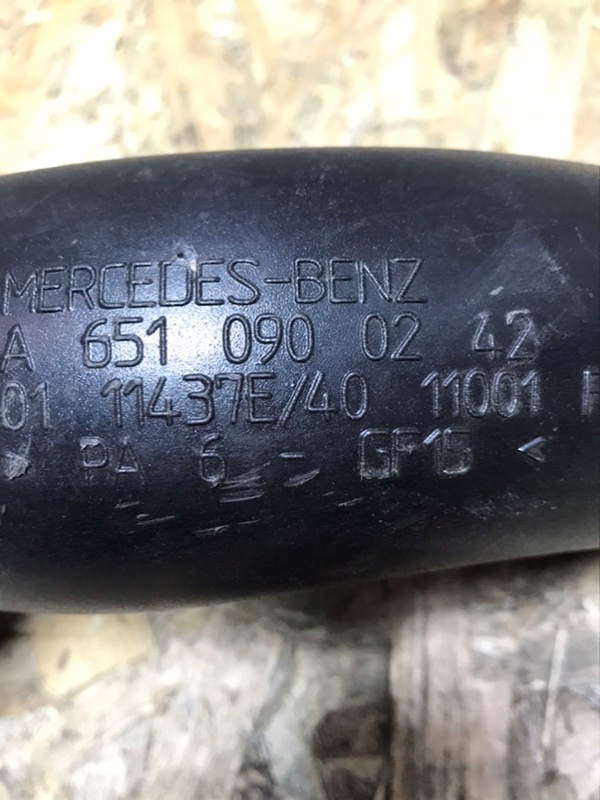 MERCEDES-BENZ
A 651 090 02 42
01 11437E/40 11001 F
> PA 6 - GF15 <